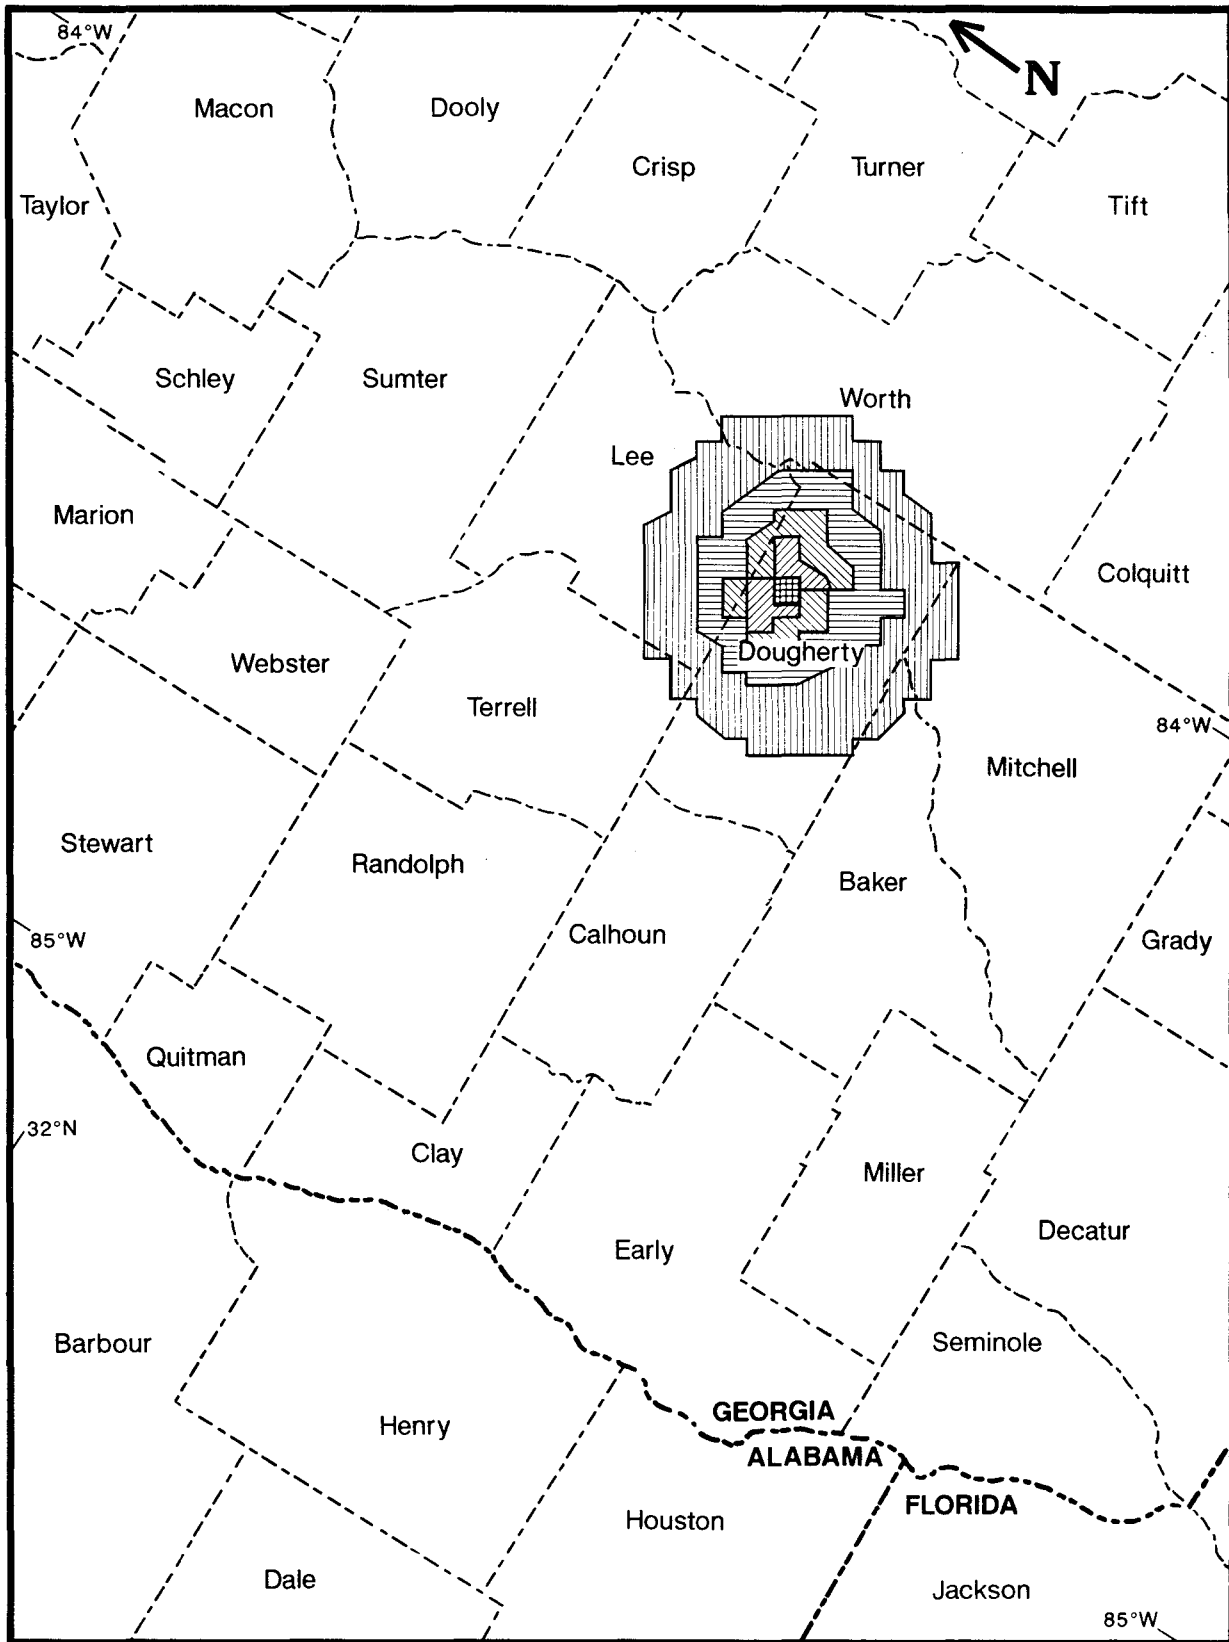 84°W
N
Macon
Dooly
Crisp
Turner
Taylor
Tift
Schley
Sumter
Worth
Lee
Marion
Colquitt
Webster
Dougherty
Terrell
84°W
Mitchell
Stewart
Randolph
Baker
85°W
Calhoun
Grady
Quitman
32°N
Clay
Miller
Decatur
Early
Barbour
Seminole
GEORGIA
Henry
ALABAMA
FLORIDA
Houston
Dale
Jackson
85°W